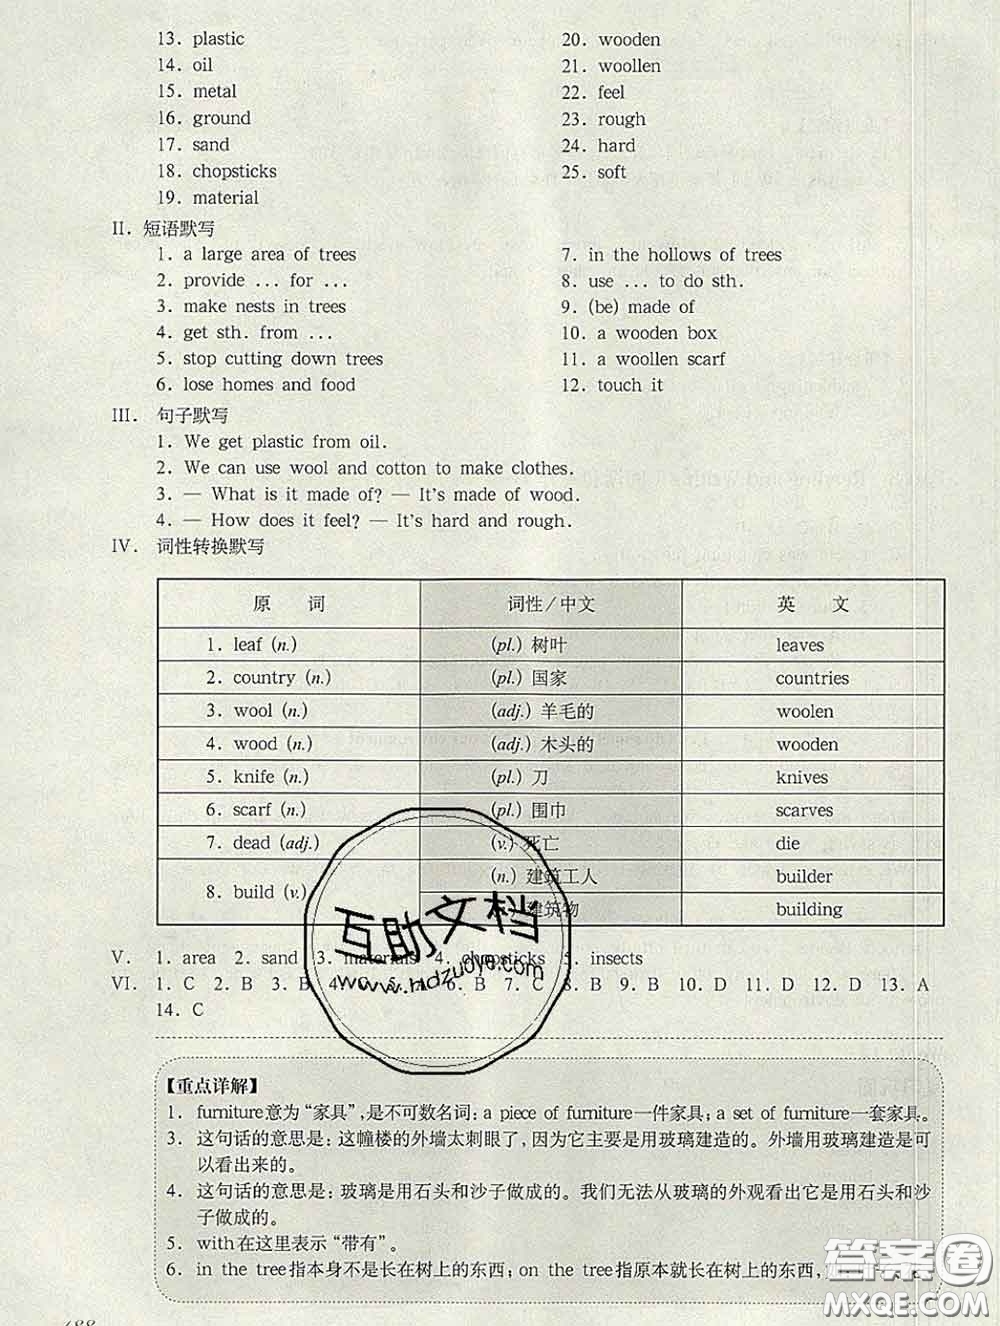 13. plastic
14. oil
15. metal
16. ground
17. sand
18. chopsticks
19. material
20. wooden
21. woollen
22. feel
23. rough
24. hard
25. soft
II. 短语默写
1. a large area of trees
2. provide ... for ...
3. make nests in trees
4. get sth. from ...
5. stop cutting down trees
6. lose homes and food
7. in the hollows of trees
8. use ... to do sth.
9. (be) made of
10. a wooden box
11. a woollen scarf
12. touch it
III. 句子默写
1. We get plastic from oil.
2. We can use wool and cotton to make clothes.
3. — What is it made of? — It's made of wood.
4. — How does it feel? — It's hard and rough.
IV. 词性转换默写
原 词 词性/中文 英 文
1. leaf (n.) (pl.) 树叶 leaves
2. country (n.) (pl.) 国家 countries
3. wool (n.) (adj.) 羊毛的 woolen
4. wood (n.) (adj.) 木头的 wooden
5. knife (n.) (pl.) 刀 knives
6. scarf (n.) (pl.) 围巾 scarves
7. dead (adj.) (v.) 死亡 die
8. build (v.) (n.) 建筑工人 builder
建筑物 building
V. 1. area 2. sand 3. materials 4. chopsticks 5. insects
VI. 1. C 2. B 3. B 4. 5. 6. B 7. C 8. B 9. B 10. D 11. D 12. D 13. A
14. C
【重点详解】
1. furniture意为“家具”,是不可数名词:a piece of furniture一件家具;a set of furniture一套家具。
3. 这句话的意思是:这幢楼的外墙太刺眼了,因为它主要是用玻璃建造的。外墙用玻璃建造是可
以看出来的。
4. 这句话的意思是:玻璃是用石头和沙子做成的。我们无法从玻璃的外观看出它是用石头和沙
子做成的。
5. with在这里表示“带有”。
6. in the tree指本身不是长在树上的东西;on the tree指原本就长在树上的东西,
互助文档
www.hdzuoye.com
答案卷